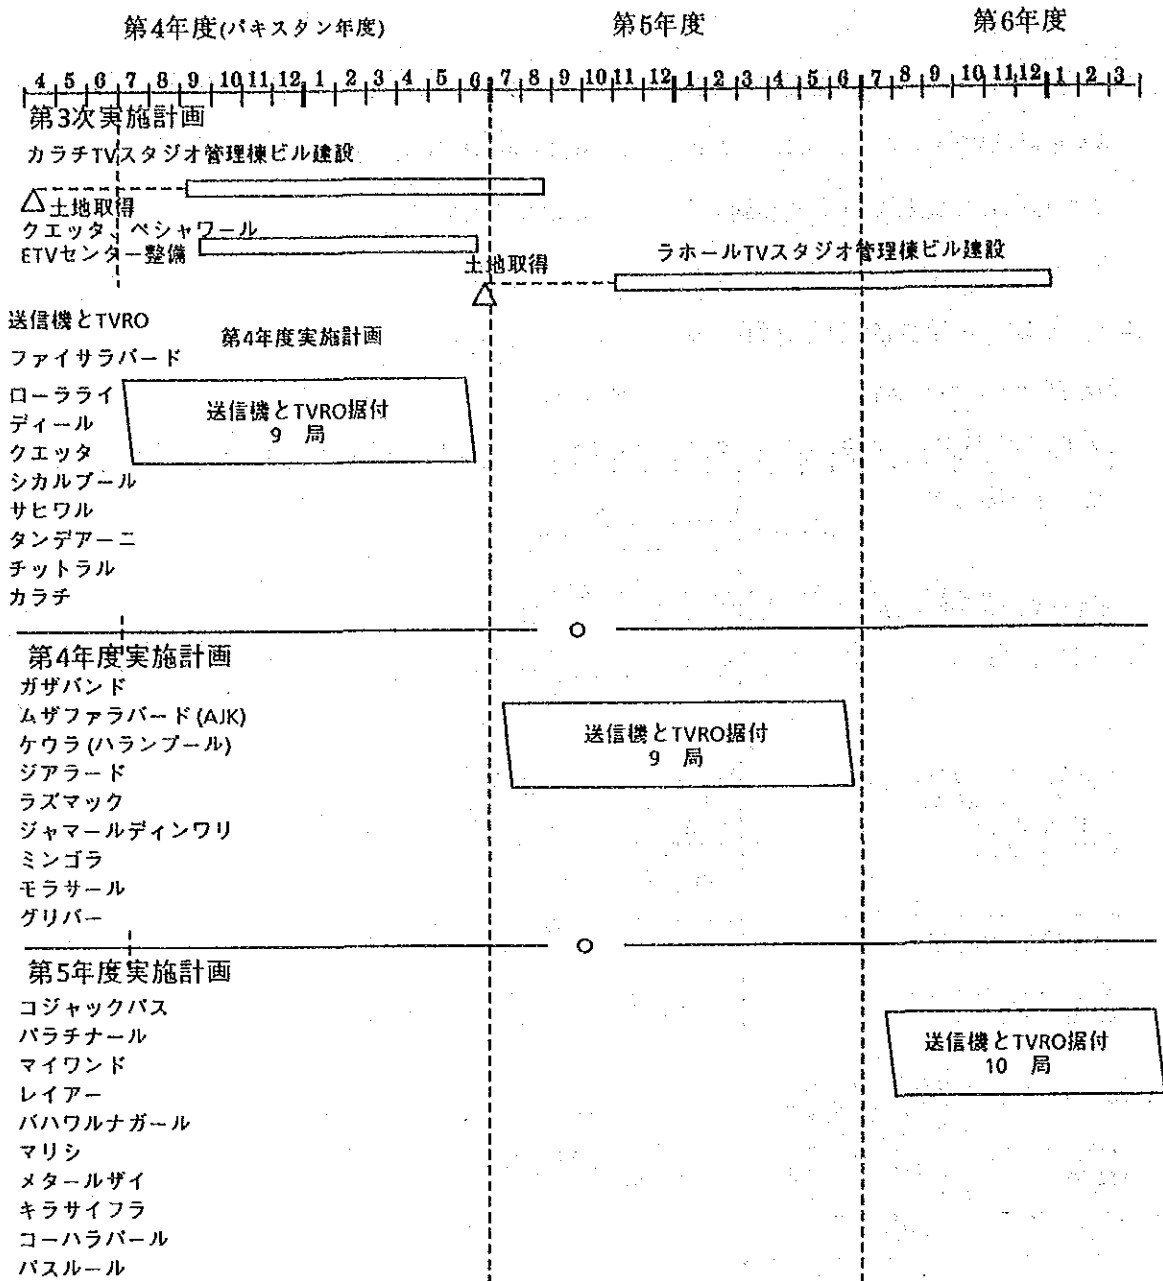 第4年度(パキスタン年度) 第5年度 第6年度
4 5 6 7 8 9 10 11 12 1 2 3 4 5 6 7 8 9 10 11 12 1 2 3 4 5 6 7 8 9 10 11 12 1 2 3
第3次実施計画
カラチTVスタジオ管理棟ビル建設
土地取得
クエッタ、ペシャワール
ETVセンター整備
ラホールTVスタジオ管理棟ビル建設
土地取得
送信機とTVRO
第4年度実施計画
ファイサラバード
ローラライ
ディール
クエッタ
シカルプール
サヒワル
タンデアーニ
チットラル
カラチ
送信機とTVRO据付
9 局
第4年度実施計画
ガザバンド
ムザファラバード(AJK)
ケウラ(ハランプール)
ジアラード
ラズマック
ジャマールディンワリ
ミンゴラ
モラサール
グリバー
送信機とTVRO据付
9 局
第5年度実施計画
コジャックパス
パラチナール
マイワンド
レイアー
バハワルナガール
マリシ
メタールザイ
キラサイフラ
コーハラパール
パスルール
送信機とTVRO据付
10 局